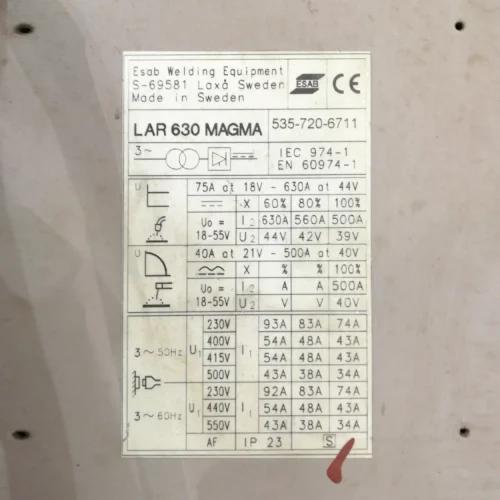 Esab Welding Equipment
S-69581 Laxå Sweden
Made in Sweden
ESAB CE
LAR 630 MAGMA 535-720-6711
3~ IEC 974-1
EN 60974-1
U 75A at 18V - 630A at 44V
X 60% 80% 100%
Uo = 18-55V I2 630A 560A 500A
U2 44V 42V 39V
U 40A at 21V - 500A at 40V
X % % 100%
Uo = 18-55V I2 A A 500A
U2 V V 40V
3~50Hz U1 I1
230V 93A 83A 74A
400V 54A 48A 43A
415V 54A 48A 43A
500V 43A 38A 34A
3~60Hz U1 I1
230V 92A 83A 74A
440V 54A 48A 43A
550V 43A 38A 34A
AF IP 23 S